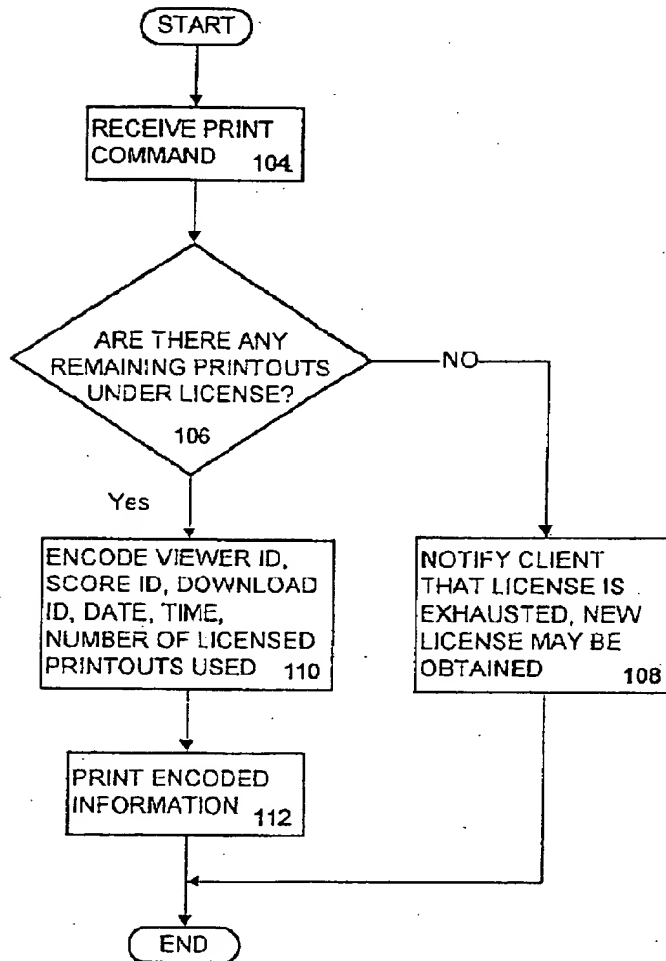 START
RECEIVE PRINT
COMMAND 104
ARE THERE ANY
REMAINING PRINTOUTS
UNDER LICENSE?
106
NO
Yes
ENCODE VIEWER ID,
SCORE ID, DOWNLOAD
ID, DATE, TIME,
NUMBER OF LICENSED
PRINTOUTS USED 110
NOTIFY CLIENT
THAT LICENSE IS
EXHAUSTED, NEW
LICENSE MAY BE
OBTAINED 108
PRINT ENCODED
INFORMATION 112
END